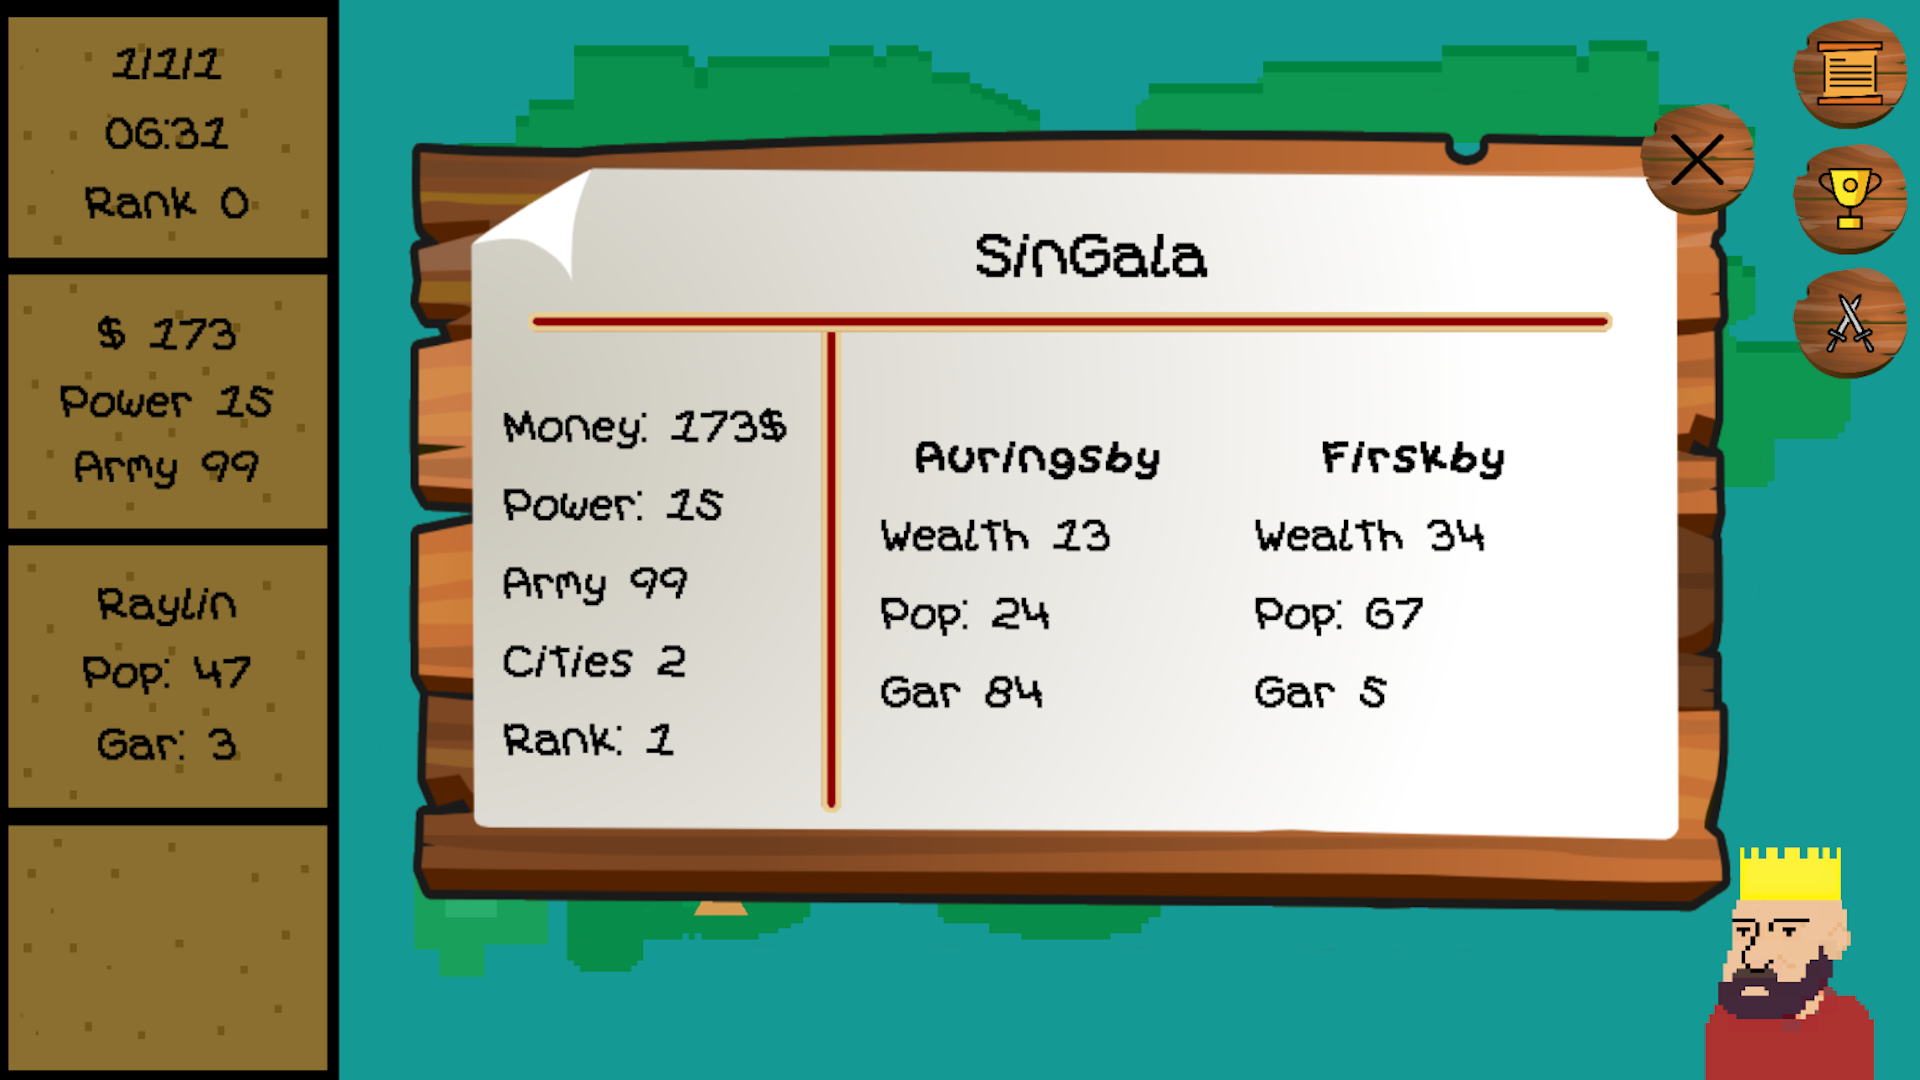 1/1/1
06:31
Rank 0
$ 173
Power 15
Army 99
Raylin
Pop: 47
Gar: 3
SinGala
Money: 173$
Power: 15
Army 99
Cities 2
Rank: 1
Auringsby
Wealth 13
Pop: 24
Gar 84
Firskby
Wealth 34
Pop: 67
Gar 5